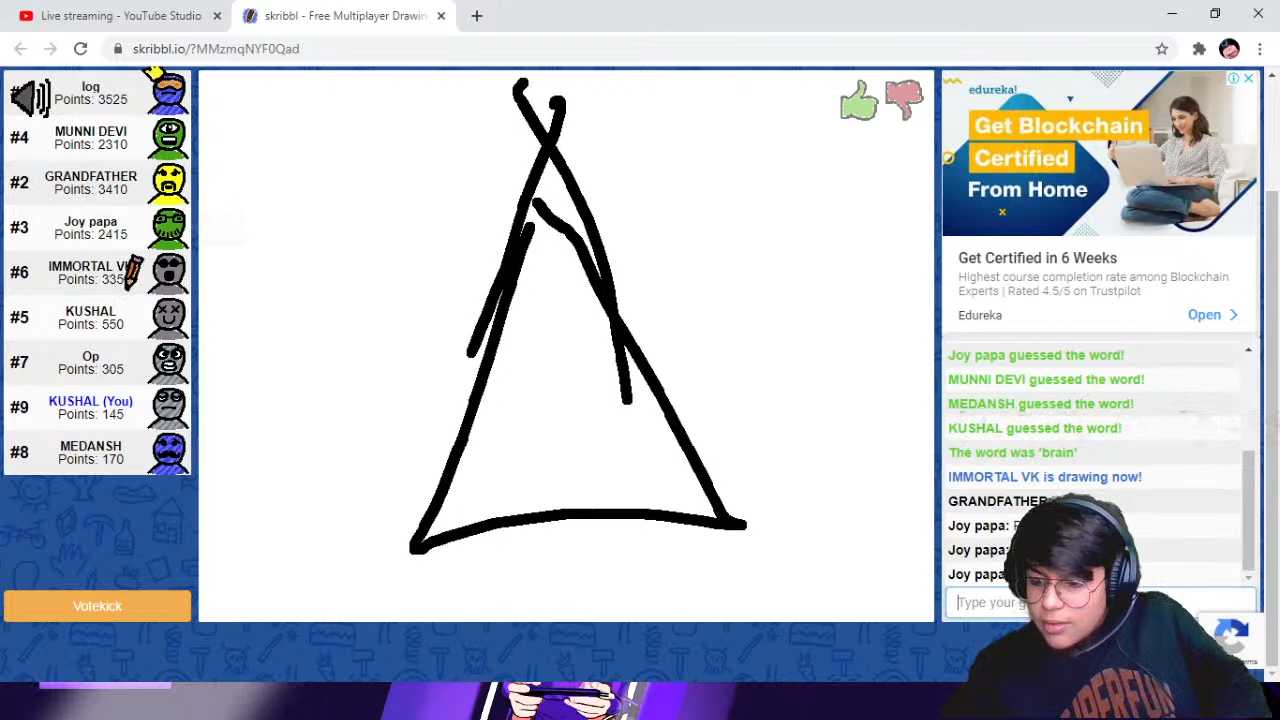 Live streaming - YouTube Studio
skribbl - Free Multiplayer Drawin
skribbl.io/?MMzmqNYF0Qad
log
Points: 3525
#4
MUNNI DEVI
Points: 2310
#2
GRANDFATHER
Points: 3410
#3
Joy papa
Points: 2415
#6
IMMORTAL VK
Points: 335
#5
KUSHAL
Points: 550
#7
Op
Points: 305
#9
KUSHAL (You)
Points: 145
#8
MEDANSH
Points: 170
Votekick
edureka!
Get Blockchain
Certified
From Home
Get Certified in 6 Weeks
Highest course completion rate among Blockchain
Experts | Rated 4.5/5 on Trustpilot
Edureka
Open
Joy papa guessed the word!
MUNNI DEVI guessed the word!
MEDANSH guessed the word!
KUSHAL guessed the word!
The word was 'brain'
IMMORTAL VK is drawing now!
GRANDFATHER
Joy papa:
Joy papa:
Joy papa
Type your
SUPERFUN